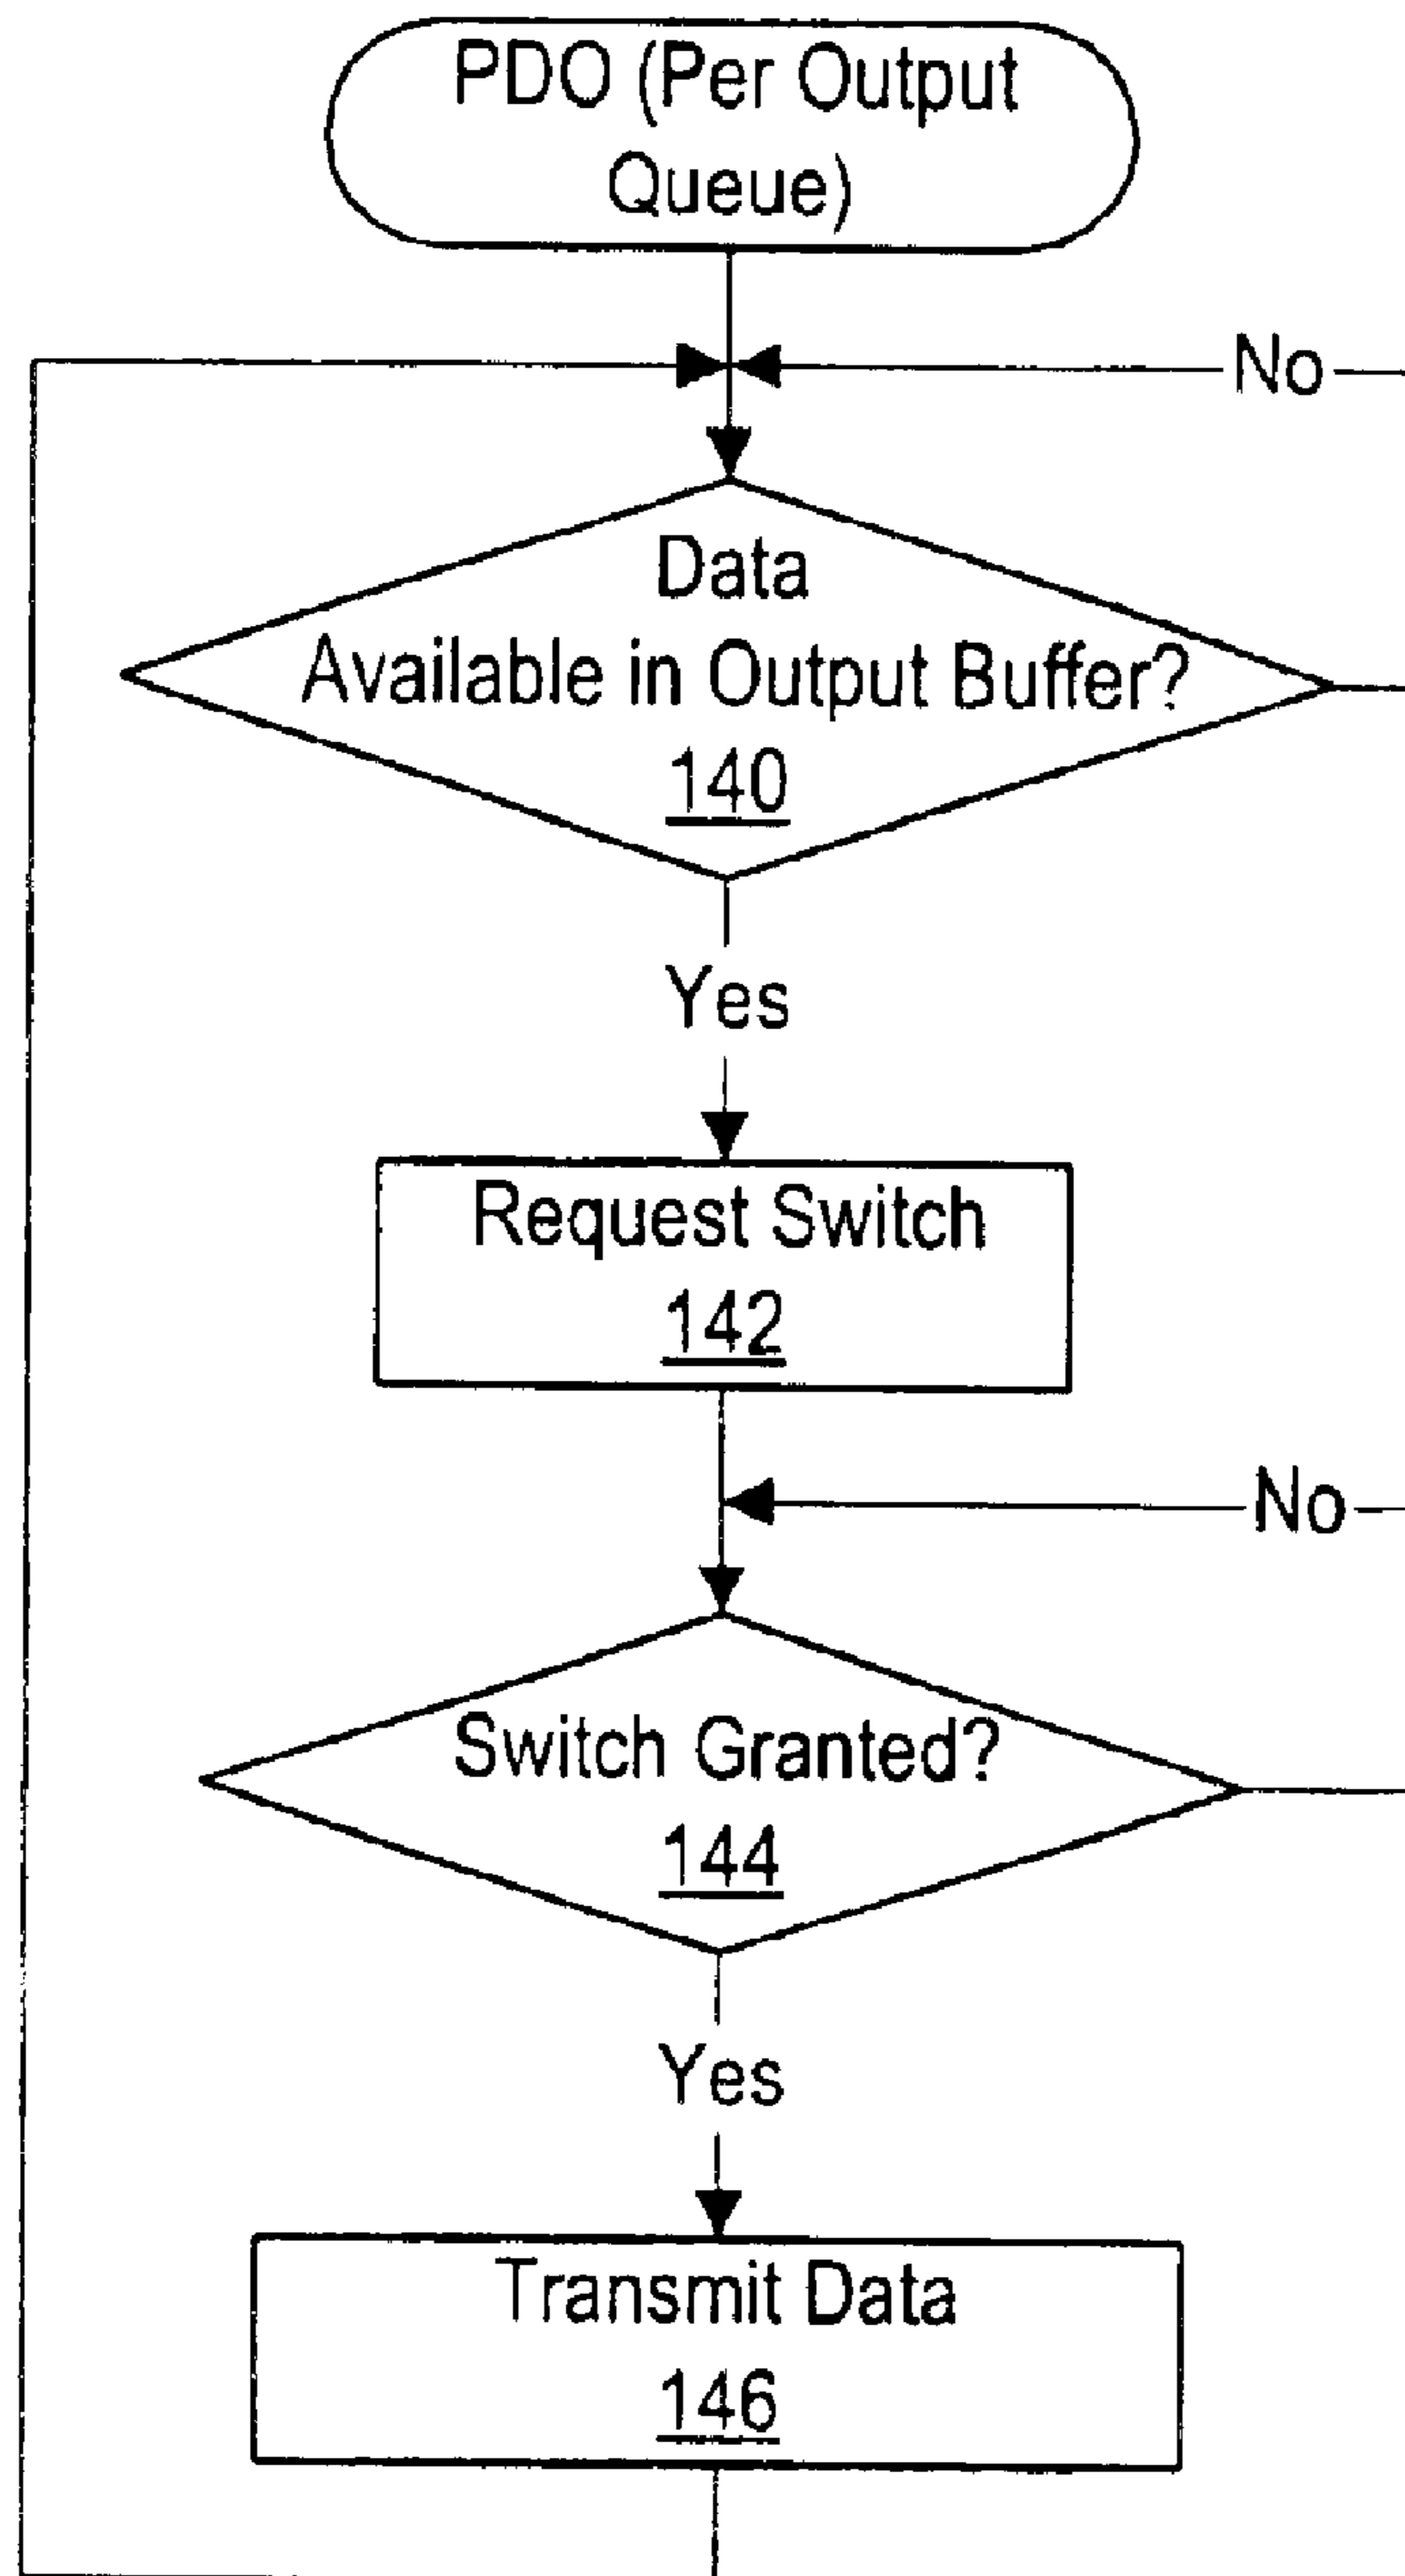 PDO (Per Output
Queue)
No
Data
Available in Output Buffer?
140
Yes
Request Switch
142
No
Switch Granted?
144
Yes
Transmit Data
146